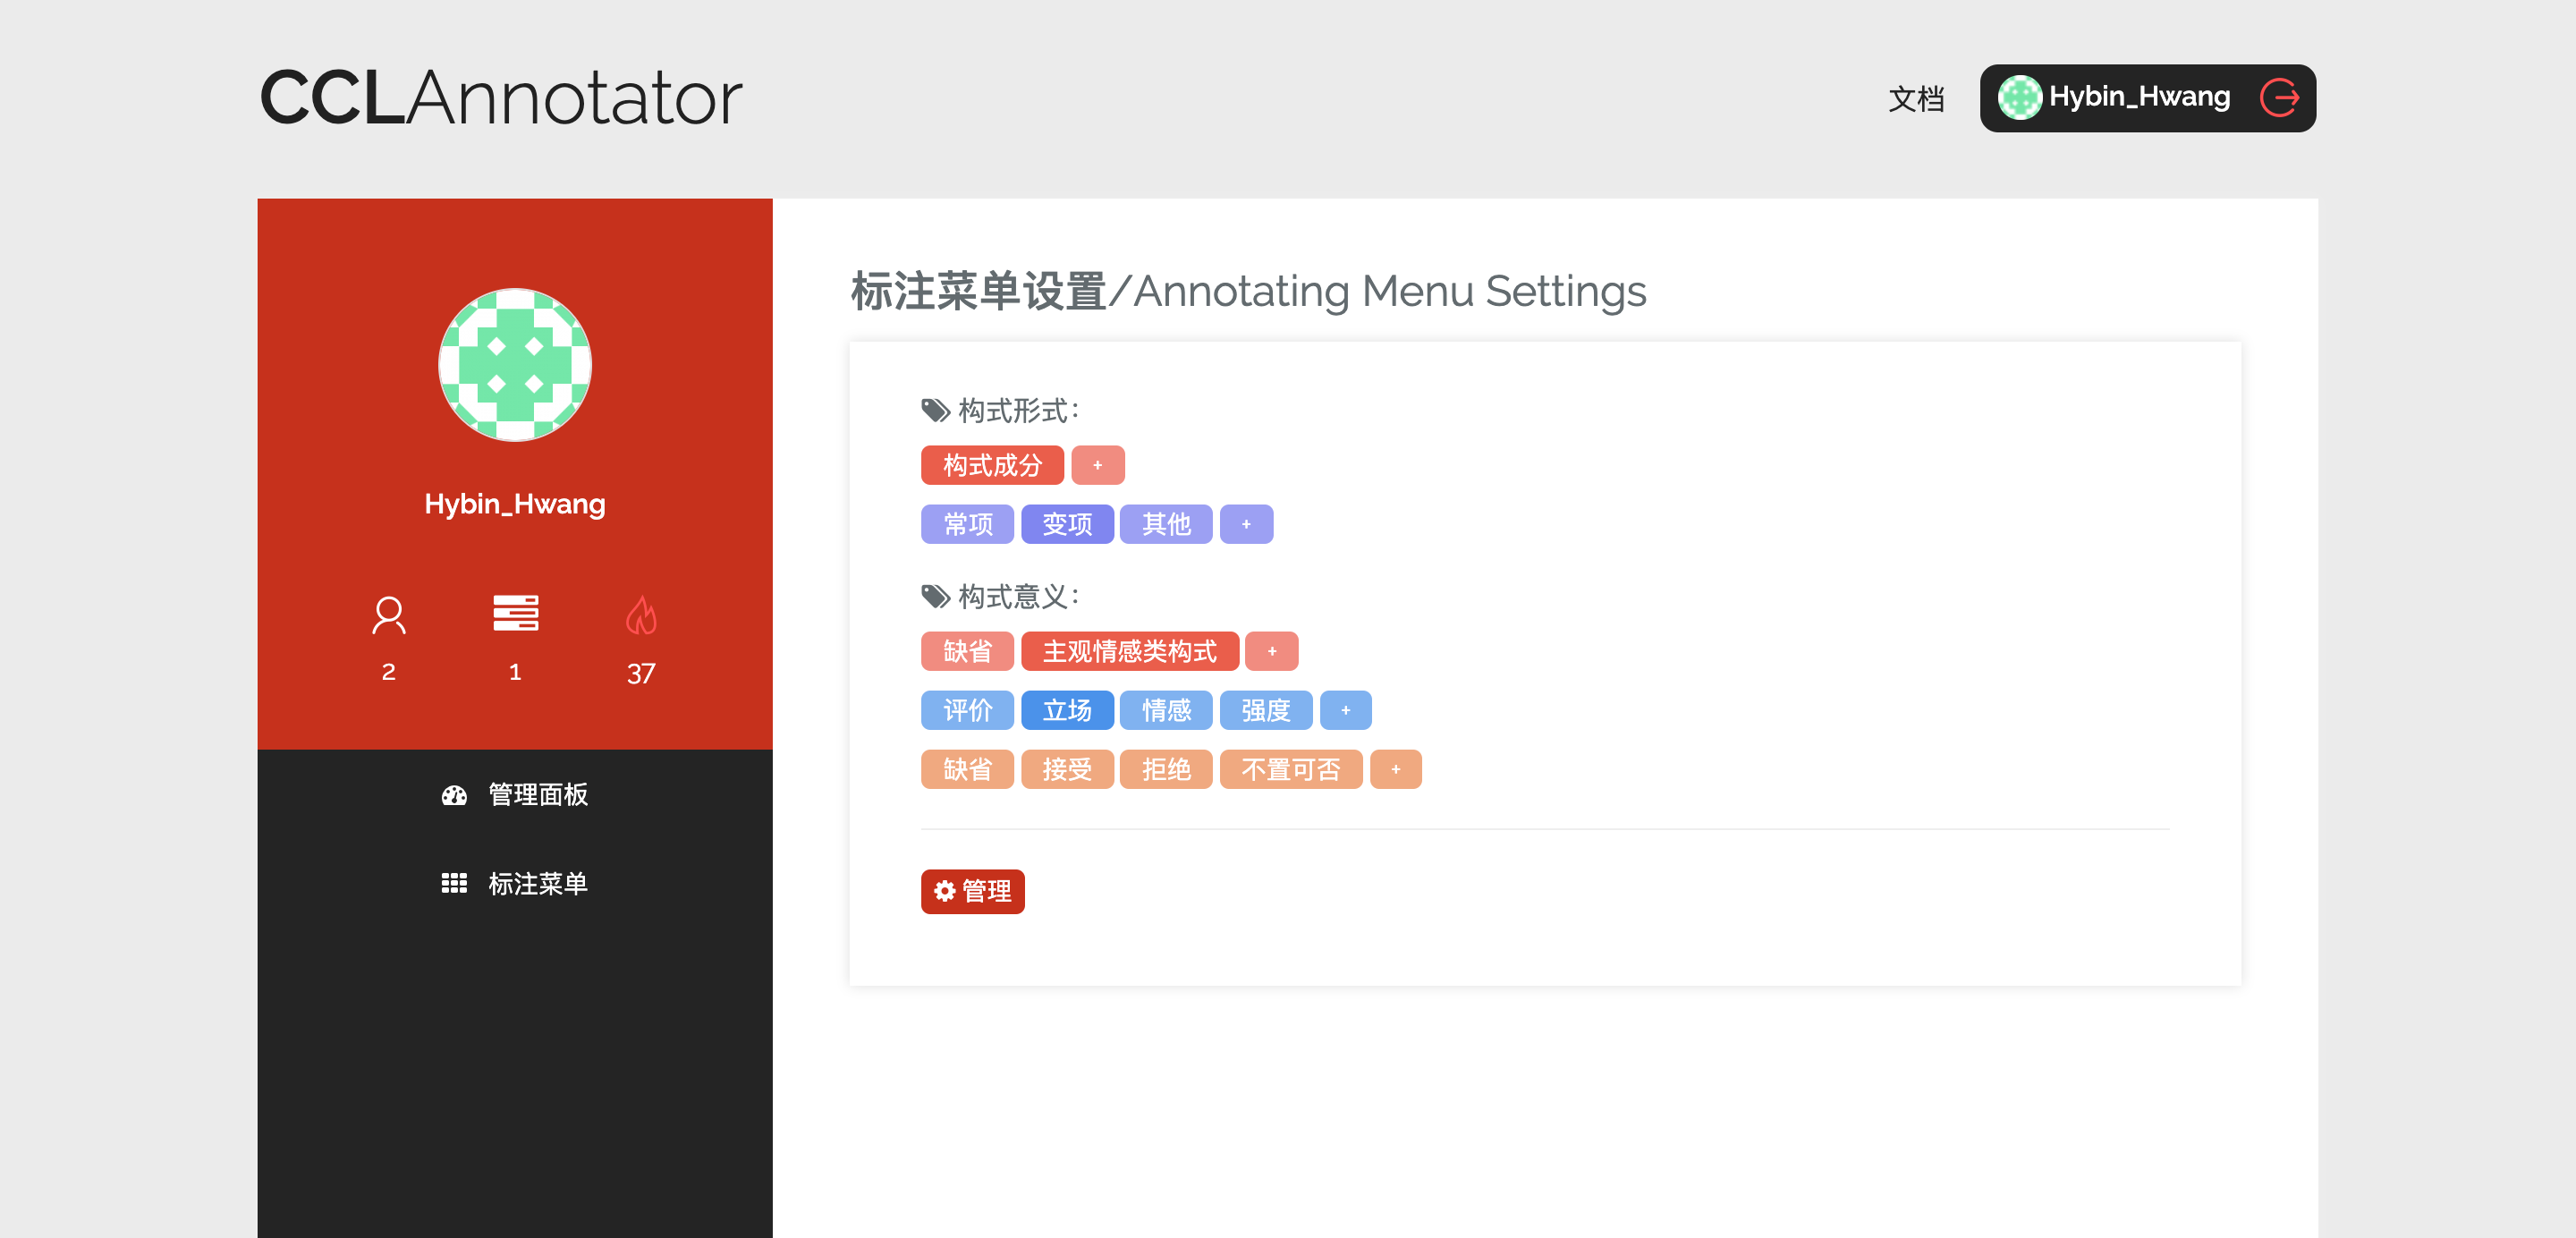 CCLAnnotator
文档 Hybin_Hwang
Hybin_Hwang
2 1 37
管理面板
标注菜单
标注菜单设置/Annotating Menu Settings
构式形式：
构式成分 +
常项 变项 其他 +
构式意义：
缺省 主观情感类构式 +
评价 立场 情感 强度 +
缺省 接受 拒绝 不置可否 +
管理